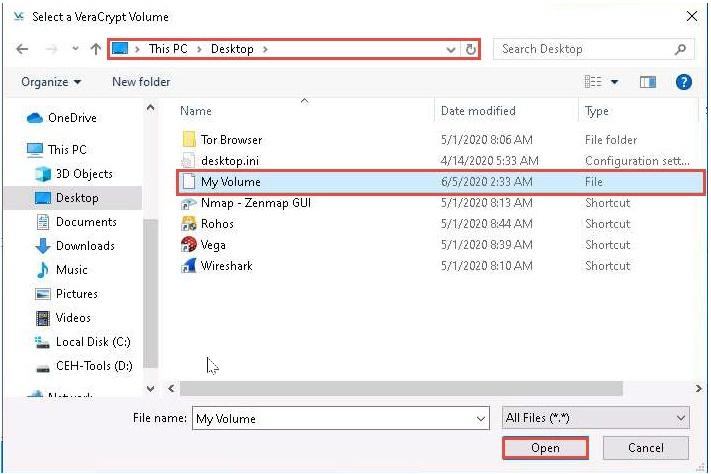 Select a VeraCrypt Volume
This PC > Desktop >
Search Desktop
Organize
New folder
OneDrive
This PC
3D Objects
Desktop
Documents
Downloads
Music
Pictures
Videos
Local Disk (C:)
CEH-Tools (D:)
Network
Name Date modified Type
Tor Browser 5/1/2020 8:06 AM File folder
desktop.ini 4/14/2020 5:33 AM Configuration sett...
My Volume 6/5/2020 2:33 AM File
Nmap - Zenmap GUI 5/1/2020 8:13 AM Shortcut
Rohos 5/1/2020 8:44 AM Shortcut
Vega 5/1/2020 8:39 AM Shortcut
Wireshark 5/1/2020 8:10 AM Shortcut
File name: My Volume
All Files (*.*)
Open
Cancel